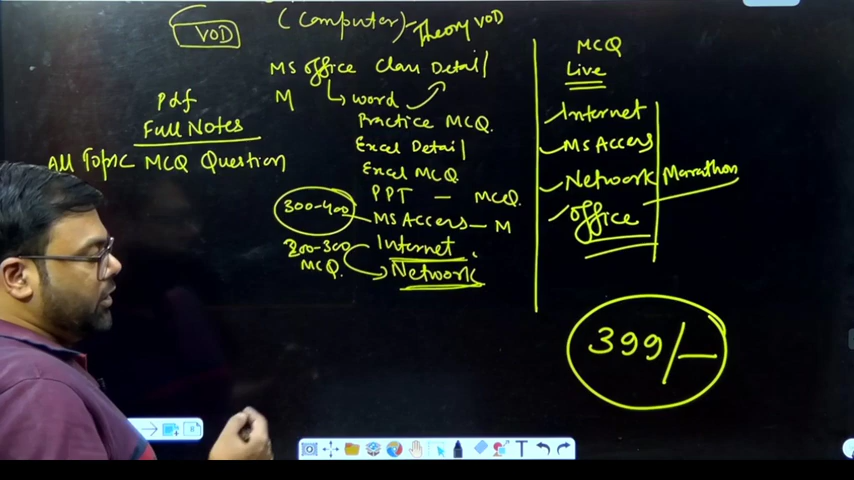 VOD
(Computer) - Theory VOD
MS office Class Detail
M
word
Practice MCQ.
Excel Detail
Excel MCQ
PPT - MCQ.
300-400 MS Access - M
200-300 MCQ. Internet
Network
Pdf
Full Notes
All Topic MCQ Question
MCQ
Live
Internet
MS Access
Network Marathon
office
399/-
T